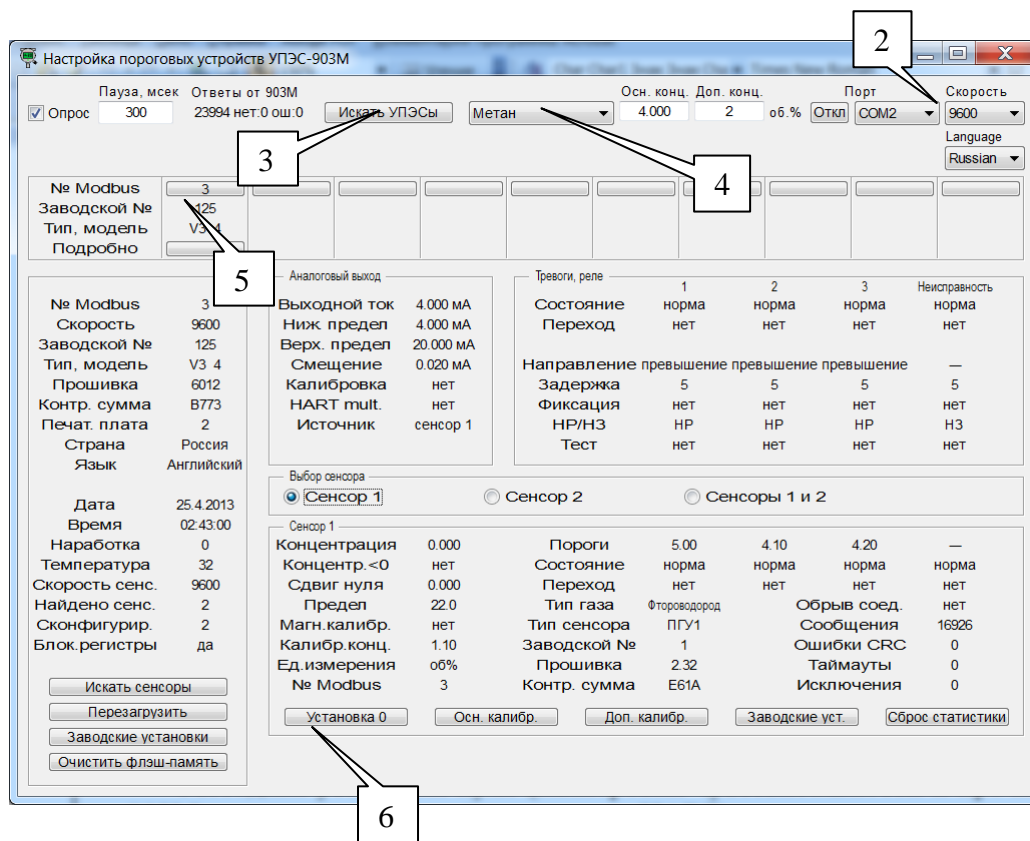 2
Настройка пороговых устройств УПЭС-903М
Пауза, мсек Ответы от 903М Осн. конц. Доп. конц. Порт Скорость
Опрос 300 23994 нет:0 ош:0 Искать УПЭСы Метан 4.000 2 об.% Откл COM2 9600
Language
Russian
3
4
№ Modbus 3
Заводской № 125
Тип, модель V3 4
Подробно
5
№ Modbus 3
Скорость 9600
Заводской № 125
Тип, модель V3 4
Прошивка 6012
Контр. сумма B773
Печат. плата 2
Страна Россия
Язык Английский
Дата 25.4.2013
Время 02:43:00
Наработка 0
Температура 32
Скорость сенс. 9600
Найдено сенс. 2
Сконфигурир. 2
Блок.регистры да
Искать сенсоры
Перезагрузить
Заводские установки
Очистить флэш-память
Аналоговый выход
Выходной ток 4.000 мА
Ниж. предел 4.000 мА
Верх. предел 20.000 мА
Смещение 0.020 мА
Калибровка нет
HART mult. нет
Источник сенсор 1
Тревоги, реле
1 2 3 Неисправность
Состояние норма норма норма норма
Переход нет нет нет нет
Направление превышение превышение превышение —
Задержка 5 5 5 5
Фиксация нет нет нет нет
НР/НЗ НР НР НР НЗ
Тест нет нет нет нет
Выбор сенсора
Сенсор 1 Сенсор 2 Сенсоры 1 и 2
Сенсор 1
Концентрация 0.000 Пороги 5.00 4.10 4.20 —
Концентр.<0 нет Состояние норма норма норма норма
Сдвиг нуля 0.000 Переход нет нет нет нет
Предел 22.0 Тип газа Фтороводород Обрыв соед. нет
Магн.калибр. нет Тип сенсора ПГУ1 Сообщения 16926
Калибр.конц. 1.10 Заводской № 1 Ошибки CRC 0
Ед.измерения об% Прошивка 2.32 Таймауты 0
№ Modbus 3 Контр. сумма E61A Исключения 0
Установка 0 Осн. калибр. Доп. калибр. Заводские уст. Сброс статистики
6